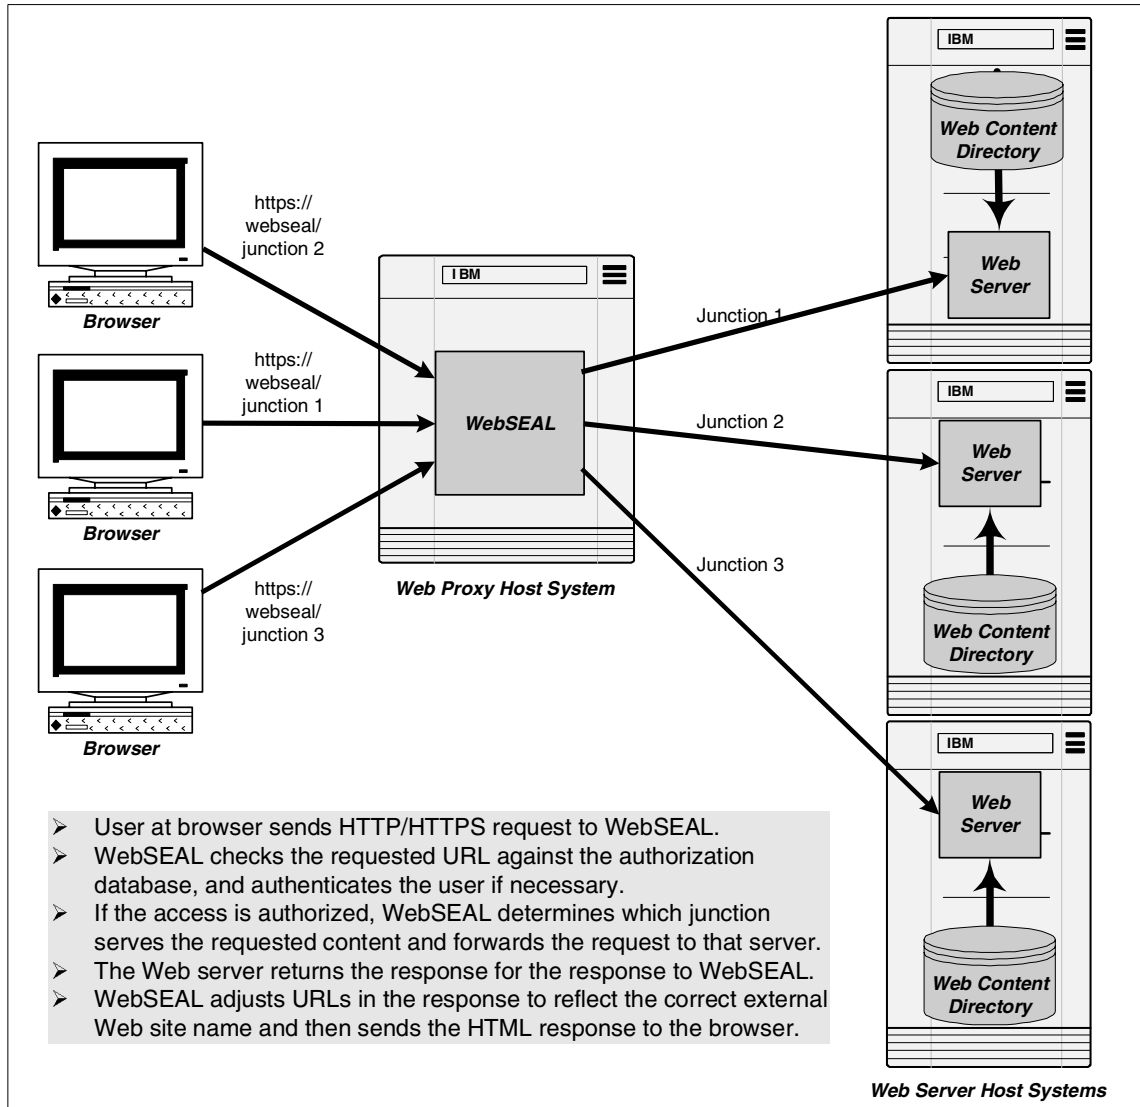 IBM
Web Content
Directory
Web
Server
https://
webseal/
junction 2
Browser
https://
webseal/
junction 1
Browser
https://
webseal/
junction 3
Browser
I BM
WebSEAL
Web Proxy Host System
Junction 1
Junction 2
Junction 3
IBM
Web
Server
Web Content
Directory
IBM
Web
Server
Web Content
Directory
Web Server Host Systems
➢ User at browser sends HTTP/HTTPS request to WebSEAL.
➢ WebSEAL checks the requested URL against the authorization
database, and authenticates the user if necessary.
➢ If the access is authorized, WebSEAL determines which junction
serves the requested content and forwards the request to that server.
➢ The Web server returns the response for the response to WebSEAL.
➢ WebSEAL adjusts URLs in the response to reflect the correct external
Web site name and then sends the HTML response to the browser.